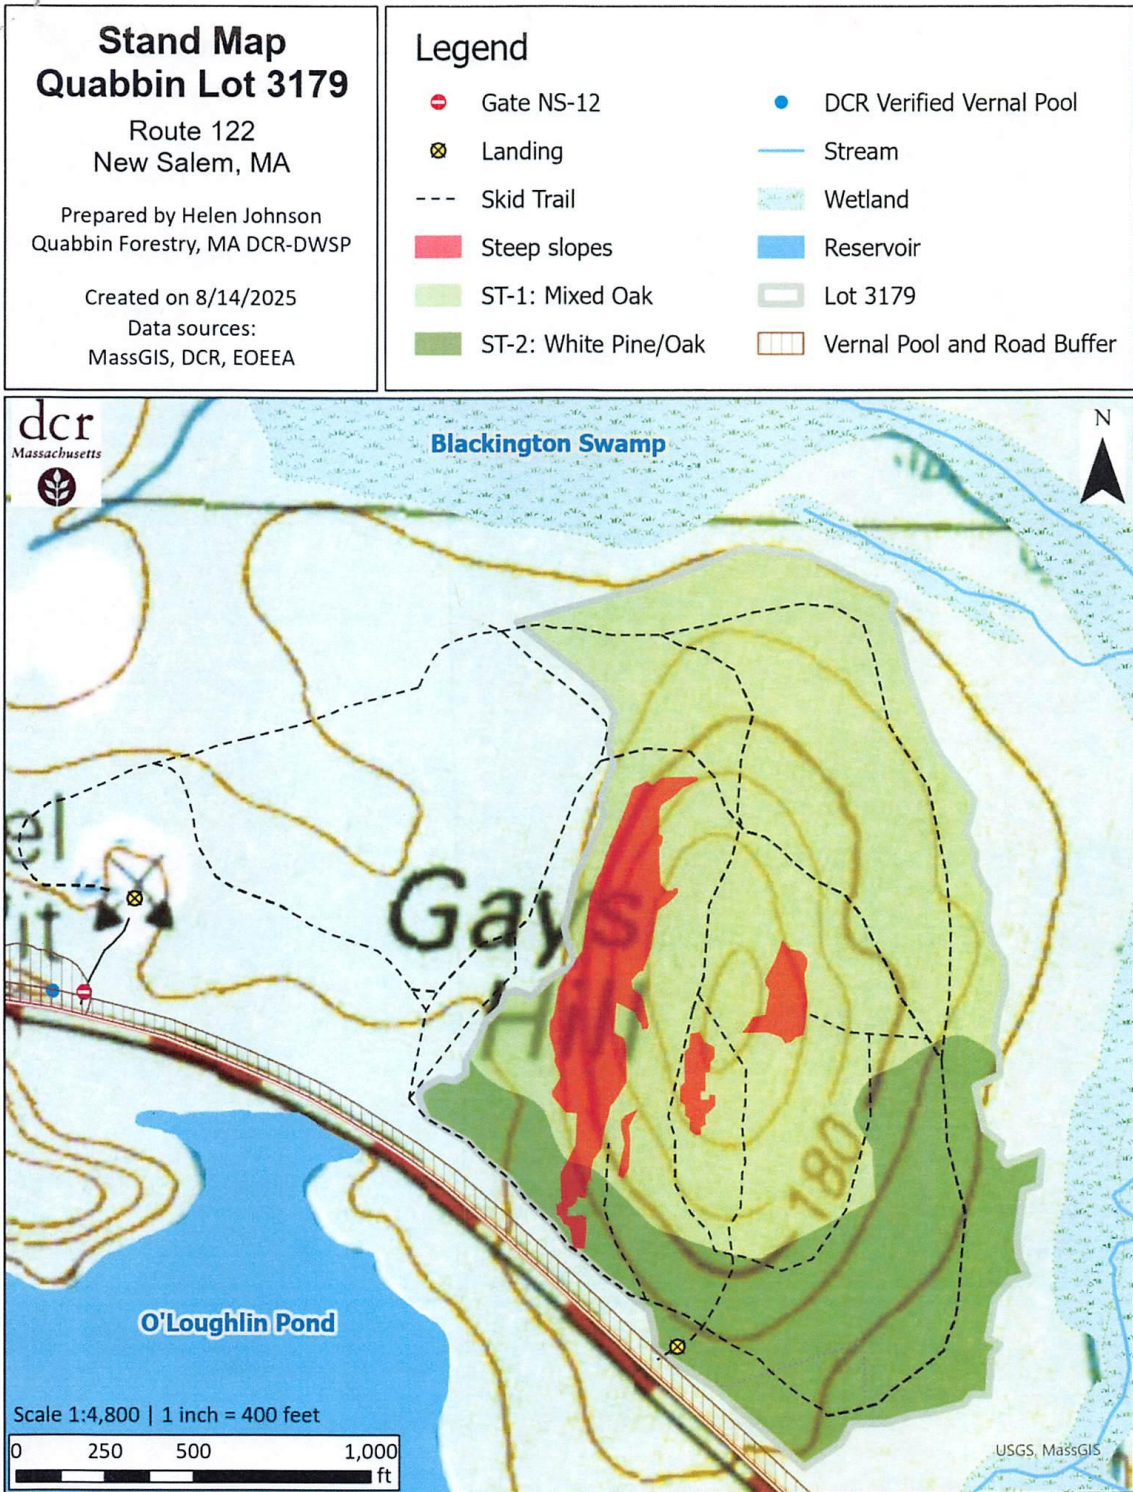 Stand Map
Quabbin Lot 3179
Route 122
New Salem, MA
Prepared by Helen Johnson
Quabbin Forestry, MA DCR-DWSP
Created on 8/14/2025
Data sources:
MassGIS, DCR, EOEEA
Legend
Gate NS-12
Landing
Skid Trail
Steep slopes
ST-1: Mixed Oak
ST-2: White Pine/Oak
DCR Verified Vernal Pool
Stream
Wetland
Reservoir
Lot 3179
Vernal Pool and Road Buffer
dcr
Massachusetts
Blackington Swamp
N
el
it
Gays
Hill
180
O'Loughlin Pond
Scale 1:4,800 | 1 inch = 400 feet
0 250 500 1,000
ft
USGS, MassGIS